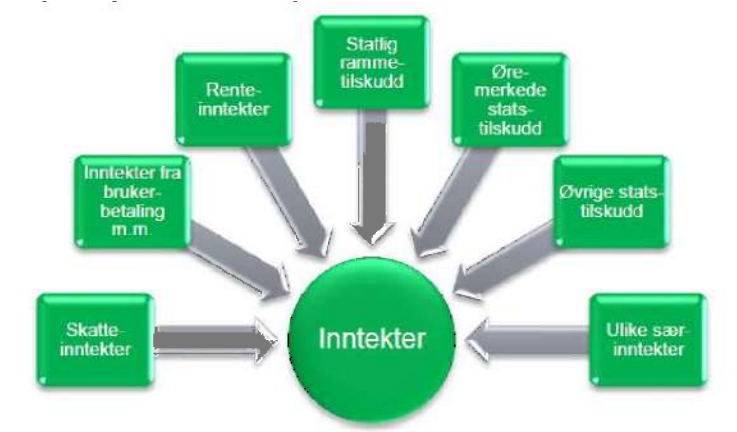 Skatte-
inntekter
Inntekter fra
bruker-
betaling
m.m.
Rente-
inntekter
Statlig
ramme-
tilskudd
Øre-
merkede
stats-
tilskudd
Øvrige stats-
tilskudd
Ulike sær-
inntekter
Inntekter